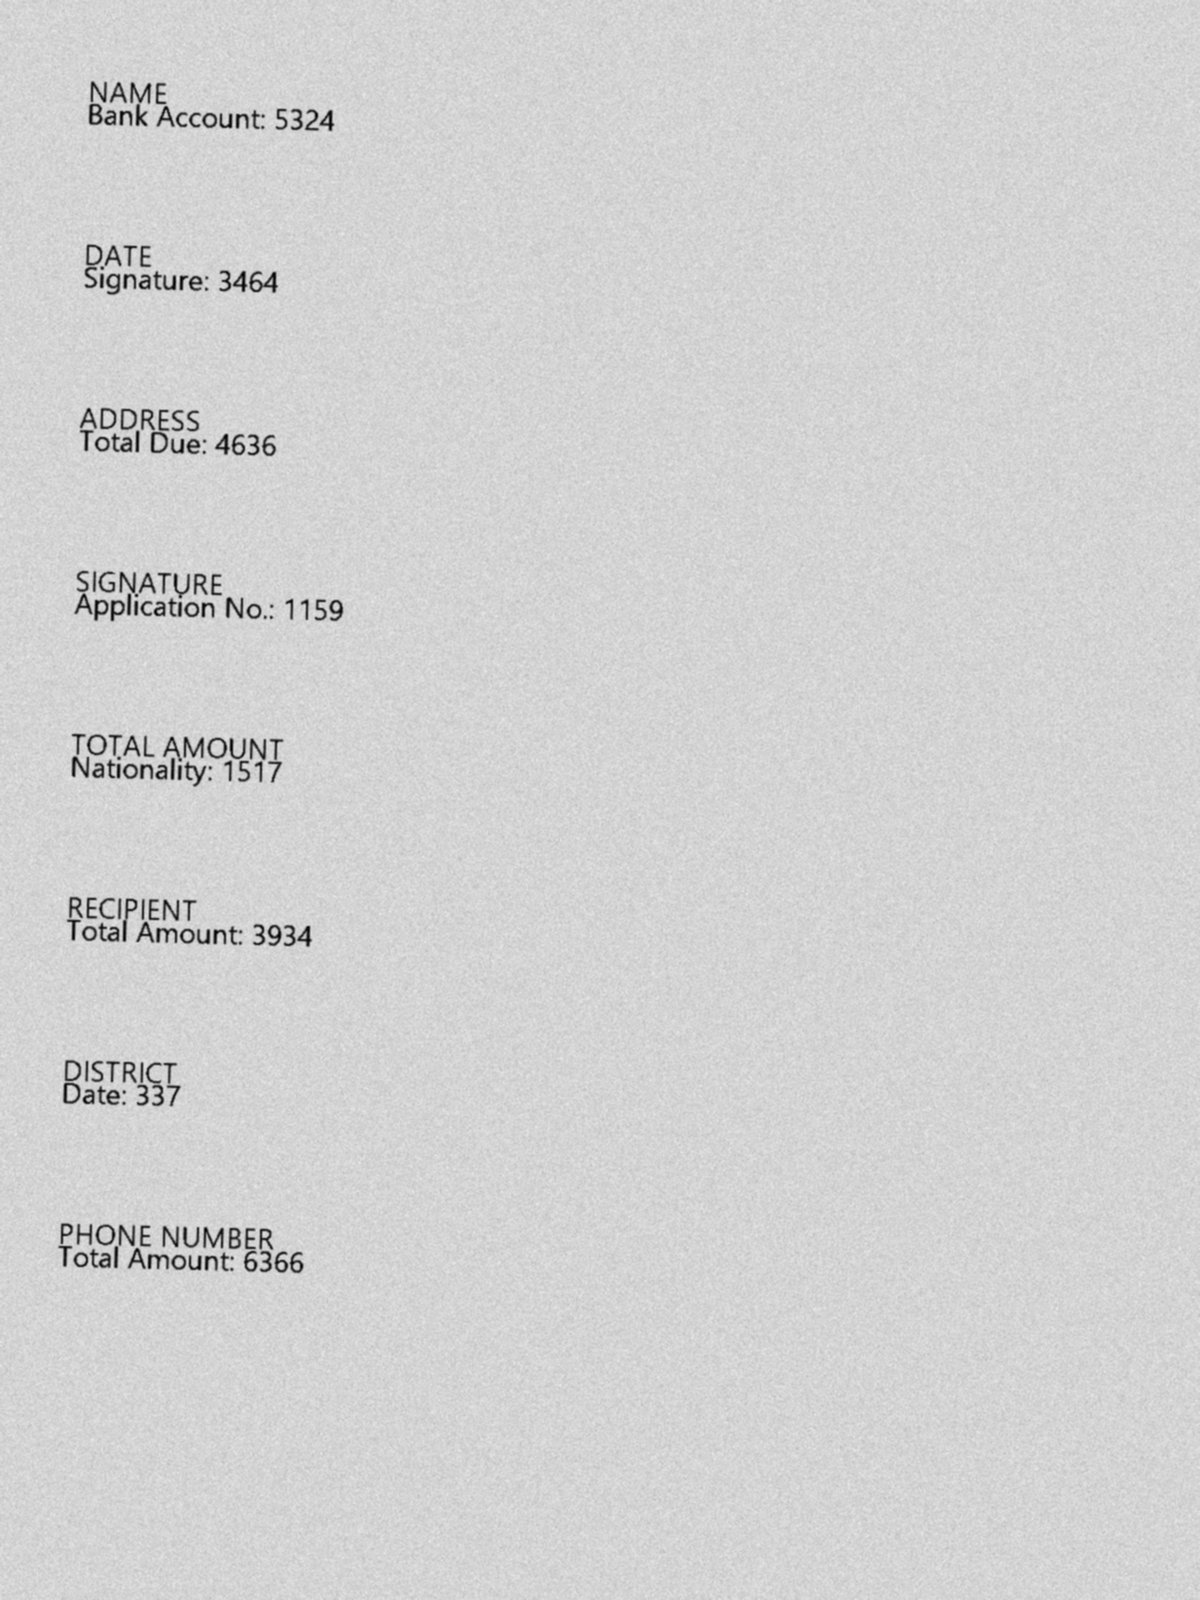 NAME
Bank Account: 5324
DATE
Signature: 3464
ADDRESS
Total Due: 4636
SIGNATURE
Application No.: 1159
TOTAL AMOUNT
Nationality: 1517
RECIPIENT
Total Amount: 3934
DISTRICT
Date: 337
PHONE NUMBER
Total Amount: 6366